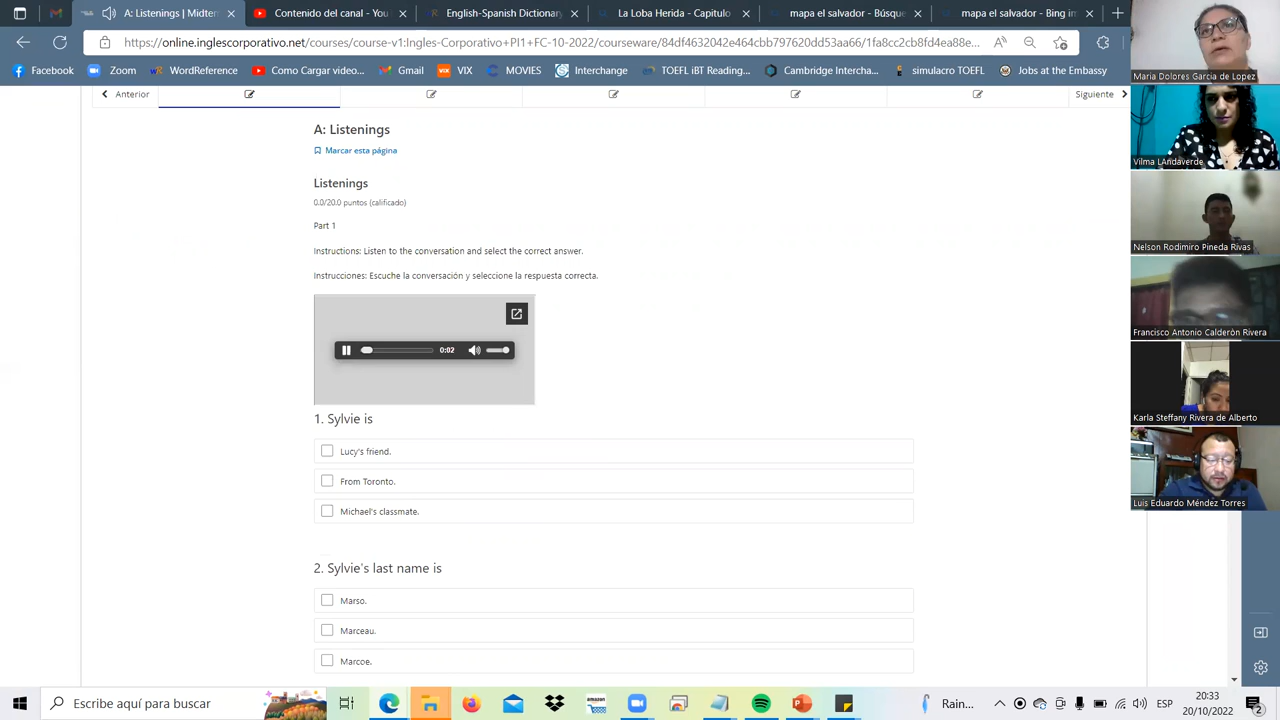 A: Listenings | Midter
Contenido del canal - You
English-Spanish Dictionary
La Loba Herida - Capitulo
mapa el salvador - Búsque
mapa el salvador - Bing im
https://online.inglescorporativo.net/courses/course-v1:Ingles-Corporativo+PI1+FC-10-2022/courseware/84df4632042e464cbb797620dd53aa66/1fa8cc2cb8fd4ea88e...
Facebook
Zoom
WordReference
Como Cargar video...
Gmail
VIX
MOVIES
Interchange
TOEFL iBT Reading...
Cambridge Intercha...
simulacro TOEFL
Jobs at the Embassy
Maria Dolores Garcia de Lopez
Anterior
Siguiente
A: Listenings
Marcar esta página
Vilma LAndaverde
Listenings
0.0/20.0 puntos (calificado)
Part 1
Nelson Rodimiro Pineda Rivas
Instructions: Listen to the conversation and select the correct answer.
Instrucciones: Escuche la conversación y seleccione la respuesta correcta.
Francisco Antonio Calderòn Rivera
0:02
1. Sylvie is
Karla Steffany Rivera de Alberto
Lucy's friend.
From Toronto.
Michael's classmate.
Luis Eduardo Méndez Torres
2. Sylvie's last name is
Marso.
Marceau.
Marcoe.
Escribe aquí para buscar
Rain...
ESP
20:33
20/10/2022
2